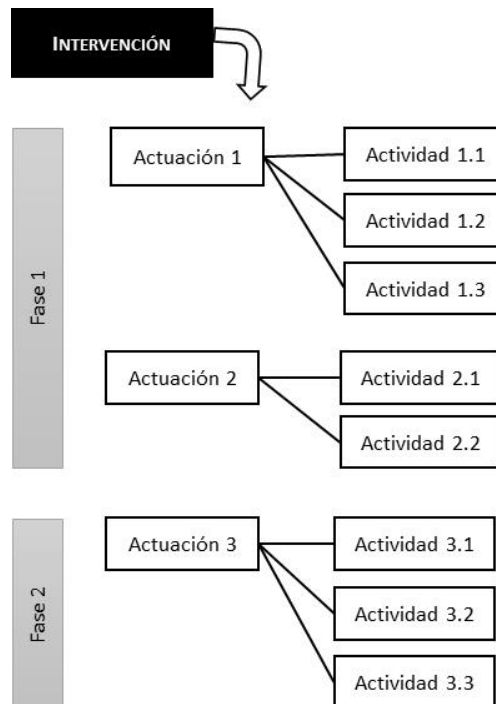 INTERVENCIÓN
Fase 1
Actuación 1
Actividad 1.1
Actividad 1.2
Actividad 1.3
Actuación 2
Actividad 2.1
Actividad 2.2
Fase 2
Actuación 3
Actividad 3.1
Actividad 3.2
Actividad 3.3